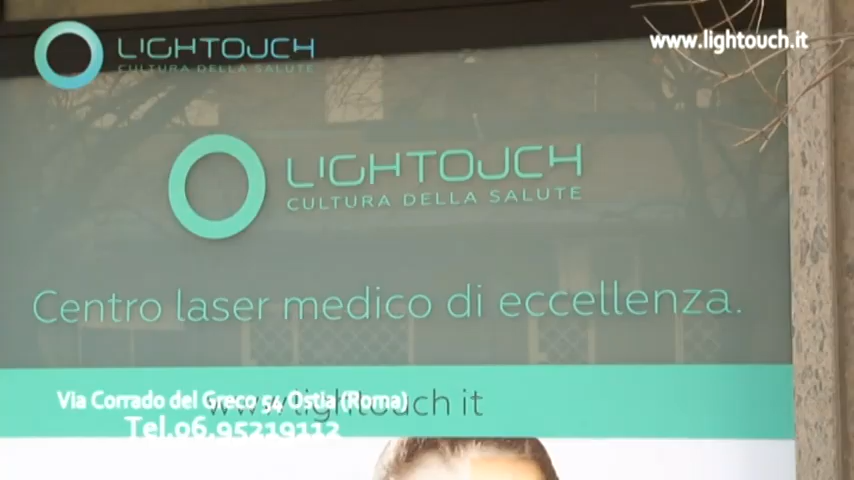 LIGHTOUCH
CULTURA DELLA SALUTE
www.lightouch.it
LIGHTOUCH
CULTURA DELLA SALUTE
Centro laser medico di eccellenza.
www.lightouch it
Via Corrado del Greco 54 Ostia (Roma)
Tel.06.95219112